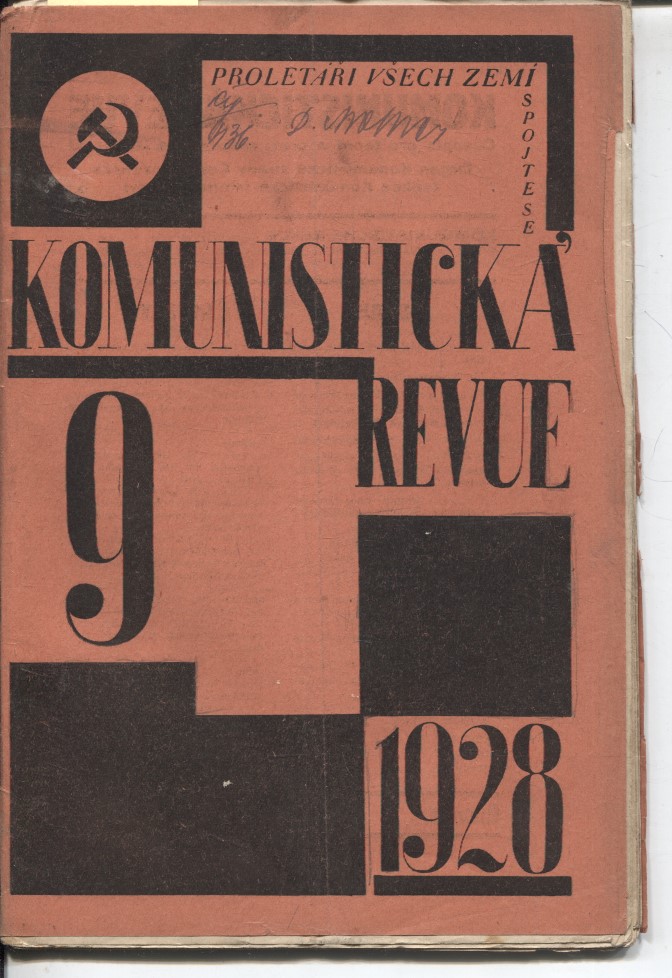 PROLETÁŘI VŠECH ZEMÍ
SPOJTE SE
KOMUNISTICKÁ
REVUE
9
1928